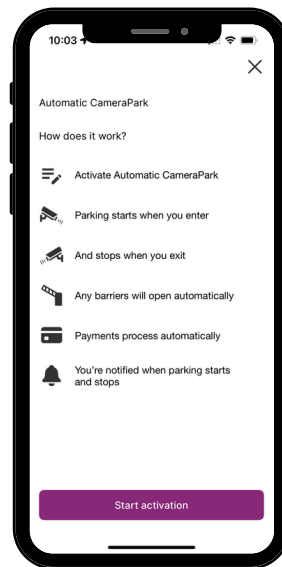 10:03
Automatic CameraPark
How does it work?
Activate Automatic CameraPark
Parking starts when you enter
And stops when you exit
Any barriers will open automatically
Payments process automatically
You're notified when parking starts
and stops
Start activation